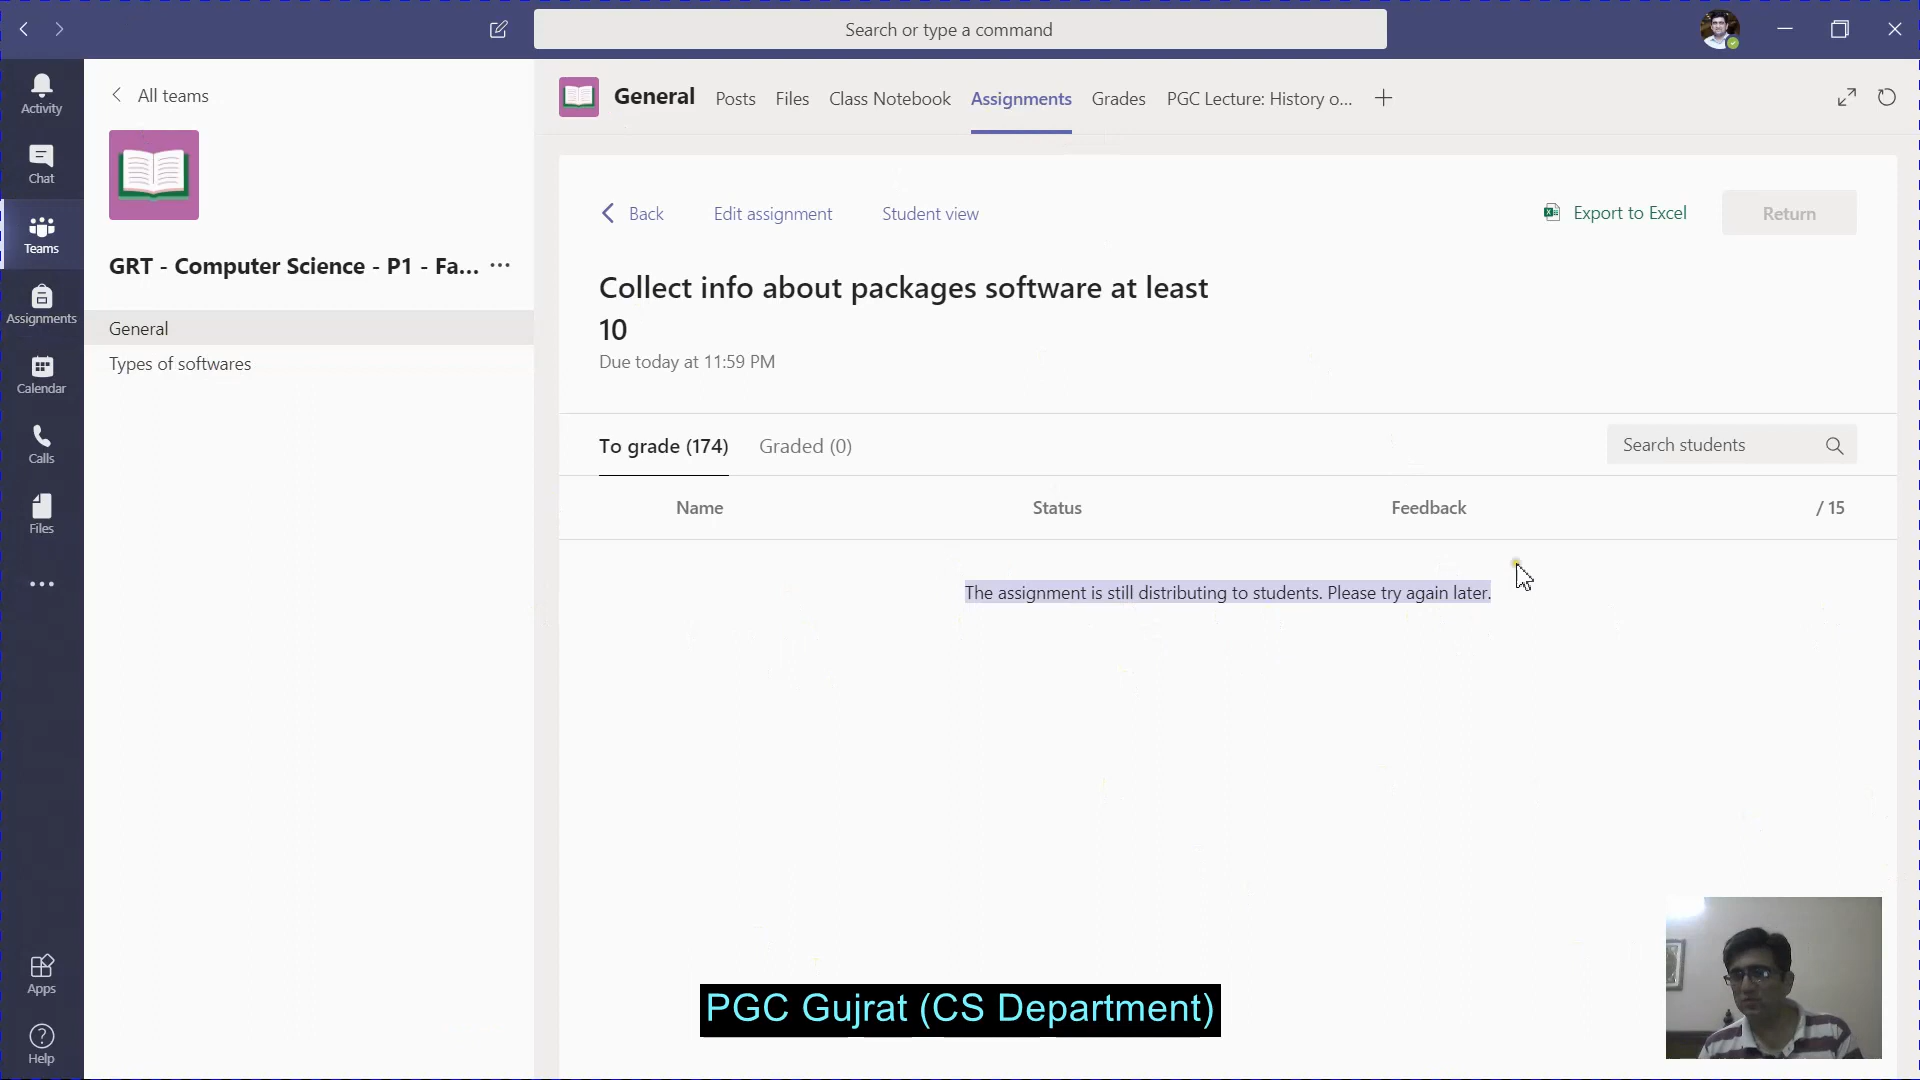 Search or type a command
Activity
Chat
Teams
Assignments
Calendar
Calls
Files
Apps
Help
All teams
GRT - Computer Science - P1 - Fa...
General
Types of softwares
General
Posts
Files
Class Notebook
Assignments
Grades
PGC Lecture: History o...
Back
Edit assignment
Student view
Export to Excel
Return
Collect info about packages software at least
10
Due today at 11:59 PM
To grade (174)
Graded (0)
Search students
Name
Status
Feedback
/ 15
The assignment is still distributing to students. Please try again later.
PGC Gujrat (CS Department)